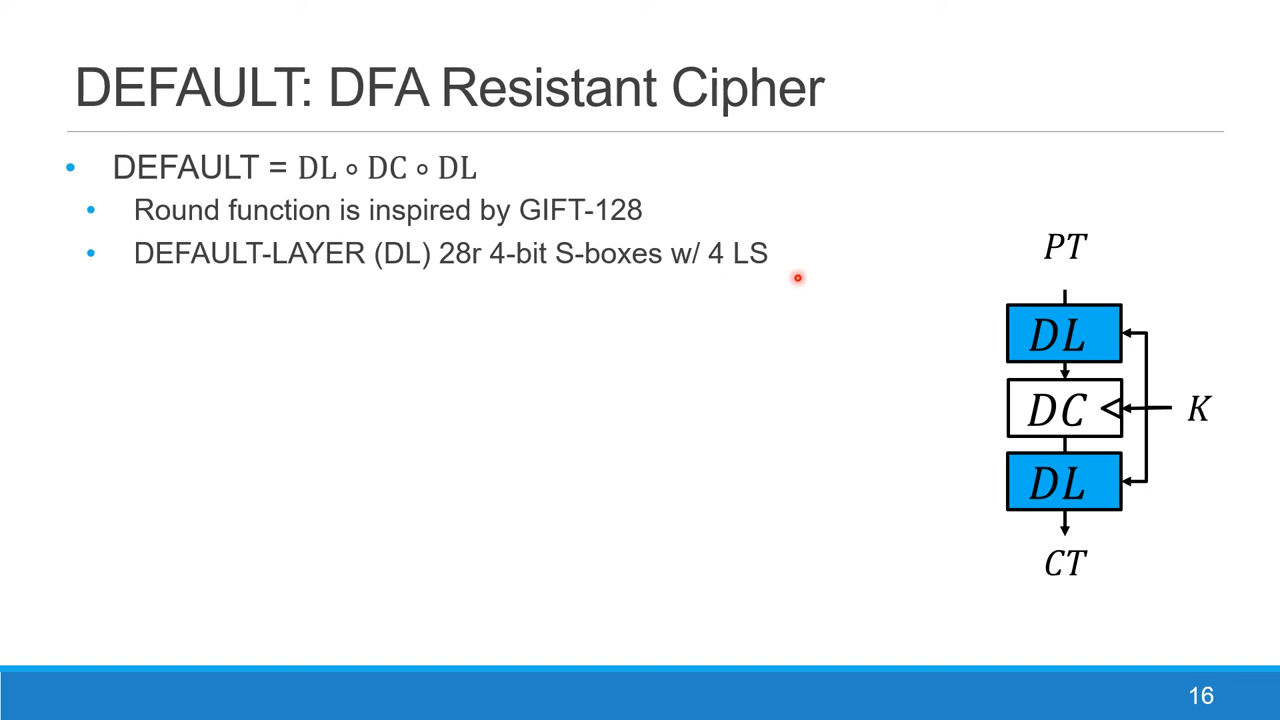 DEFAULT: DFA Resistant Cipher
• DEFAULT = DL ∘ DC ∘ DL
• Round function is inspired by GIFT-128
• DEFAULT-LAYER (DL) 28r 4-bit S-boxes w/ 4 LS
PT
DL
DC
K
DL
CT
16